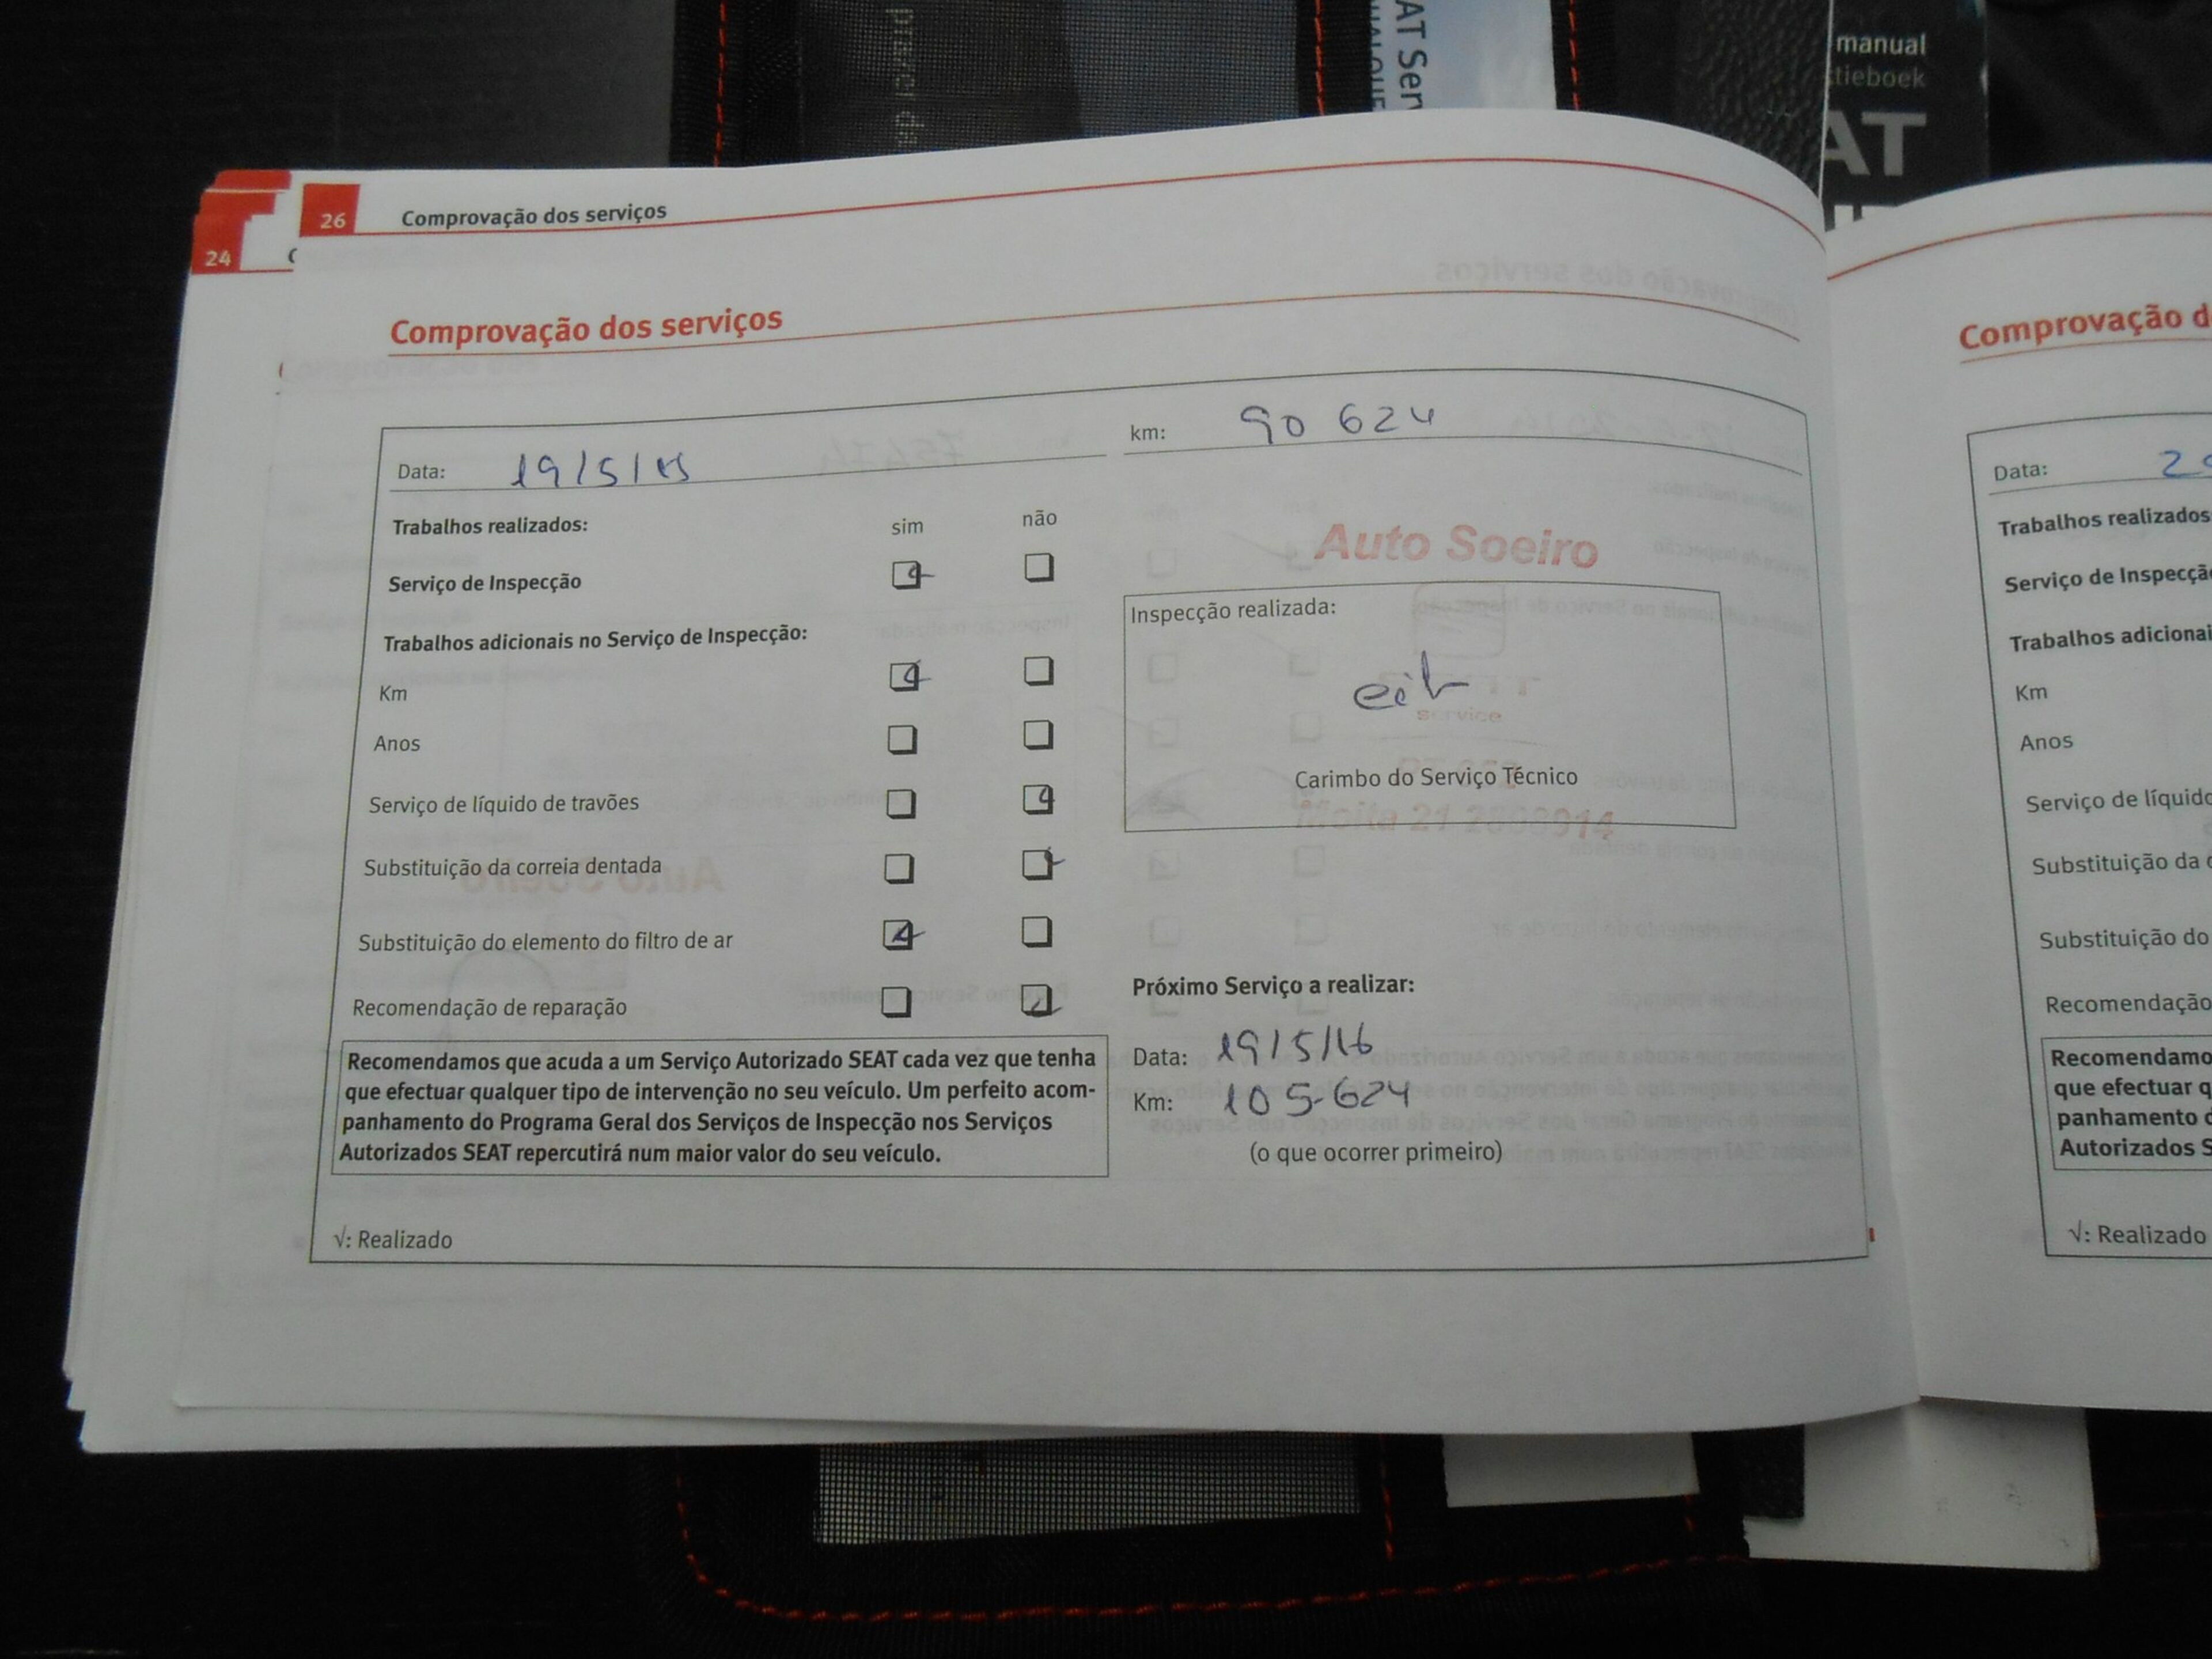 manual
tieboek
AT
AT Ser
26 Comprovação dos serviços
24
Comprovação dos serviços
Data: 19/5/15
km: 90 624
Trabalhos realizados: sim não
Auto Soeiro
Serviço de Inspecção
Inspecção realizada:
Trabalhos adicionais no Serviço de Inspecção:
Km
service
Anos
Carimbo do Serviço Técnico
Serviço de líquido de travões
Moita 21
Substituição da correia dentada
Substituição do elemento do filtro de ar
Próximo Serviço a realizar:
Recomendação de reparação
Data: 19/5/16
Km: 105.624
(o que ocorrer primeiro)
Recomendamos que acuda a um Serviço Autorizado SEAT cada vez que tenha
que efectuar qualquer tipo de intervenção no seu veículo. Um perfeito acom-
panhamento do Programa Geral dos Serviços de Inspecção nos Serviços
Autorizados SEAT repercutirá num maior valor do seu veículo.
√: Realizado
Comprovação d
Data: 2
Trabalhos realizados
Serviço de Inspecçã
Trabalhos adicionai
Km
Anos
Serviço de líquido
Substituição da
Substituição do
Recomendação
Recomendamo
que efectuar q
panhamento d
Autorizados S
√: Realizado